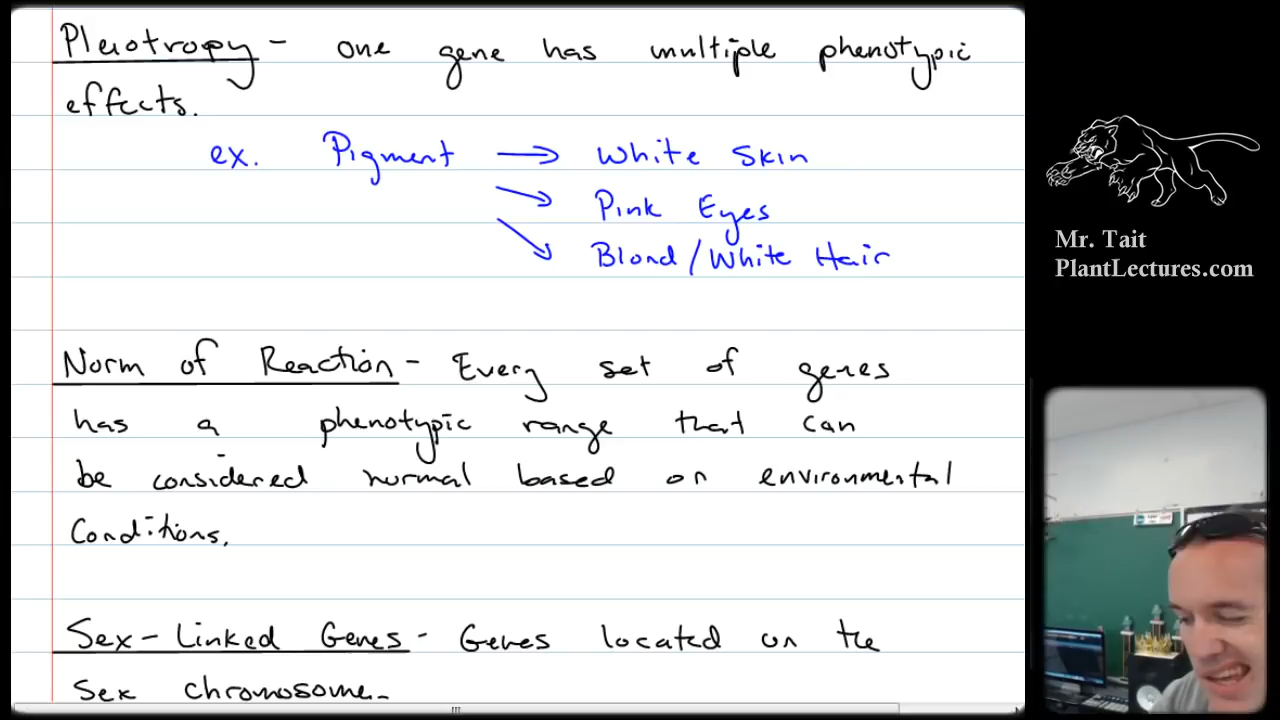 Pleiotropy - one gene has multiple phenotypic
effects.
ex. Pigment → White Skin
→ Pink Eyes
→ Blond/White Hair
Norm of Reaction - Every set of genes
has a phenotypic range that can
be considered normal based on environmental
Conditions.
Sex-Linked Genes - Genes located on the
Sex chromosome.
Mr. Tait
PlantLectures.com